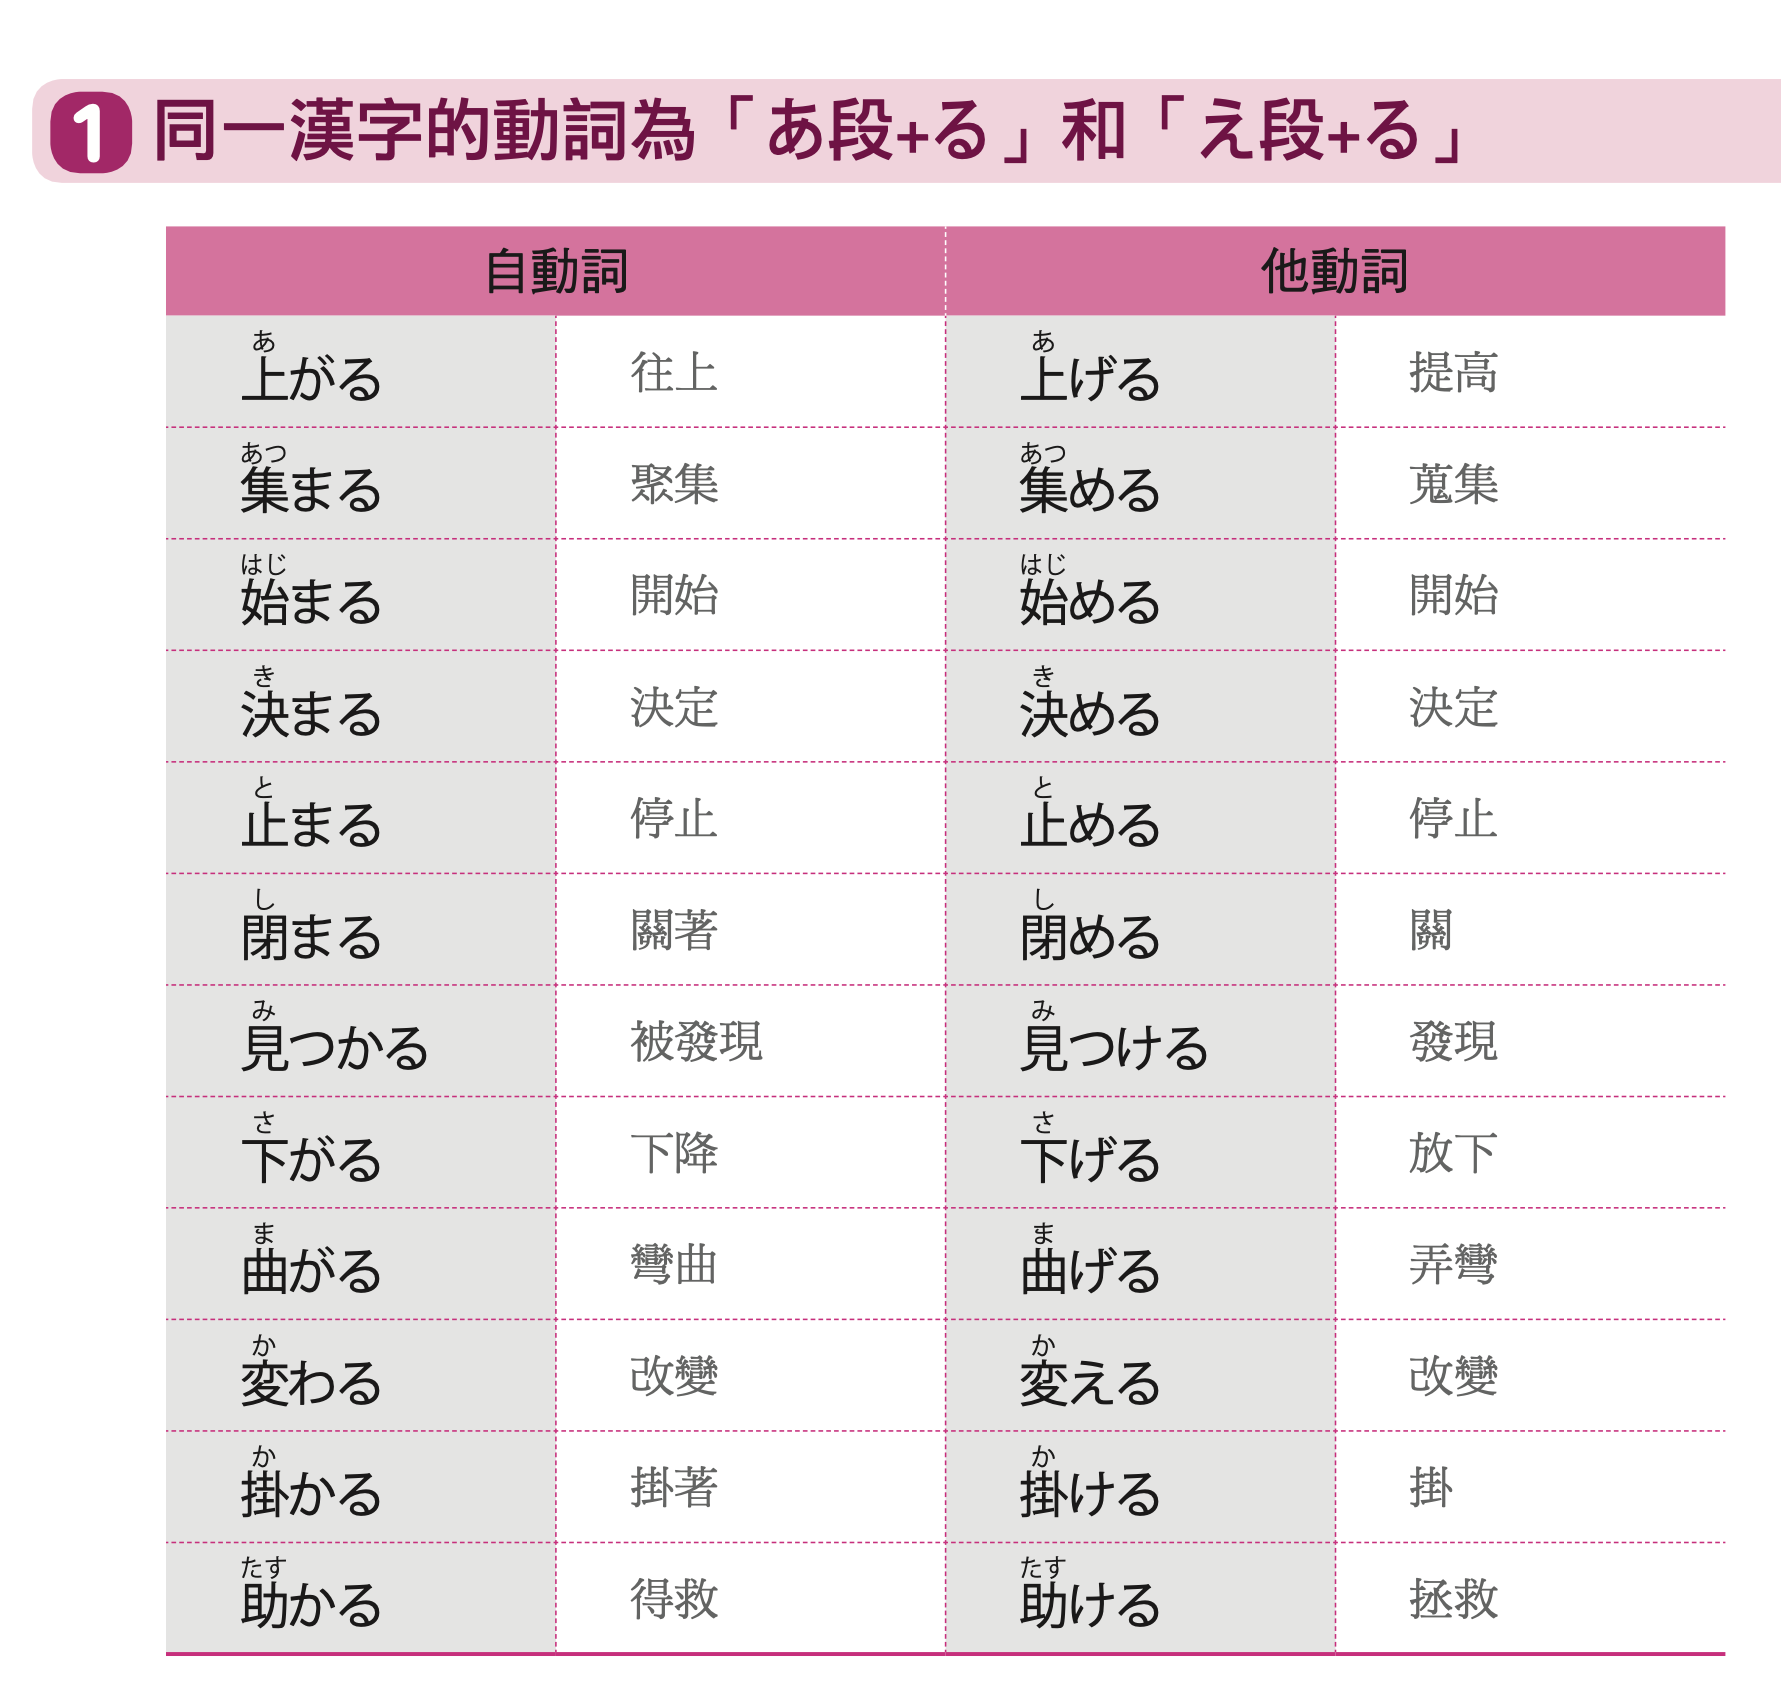 1 同一漢字的動詞為「あ段+る」和「え段+る」
自動詞 他動詞
あ あ
上がる 往上 上げる 提高
あつ あつ
集まる 聚集 集める 蒐集
はじ はじ
始まる 開始 始める 開始
き き
決まる 決定 決める 決定
と と
止まる 停止 止める 停止
し し
閉まる 關著 閉める 關
み み
見つかる 被發現 見つける 發現
さ さ
下がる 下降 下げる 放下
ま ま
曲がる 彎曲 曲げる 弄彎
か か
変わる 改變 変える 改變
か か
掛かる 掛著 掛ける 掛
たす たす
助かる 得救 助ける 拯救